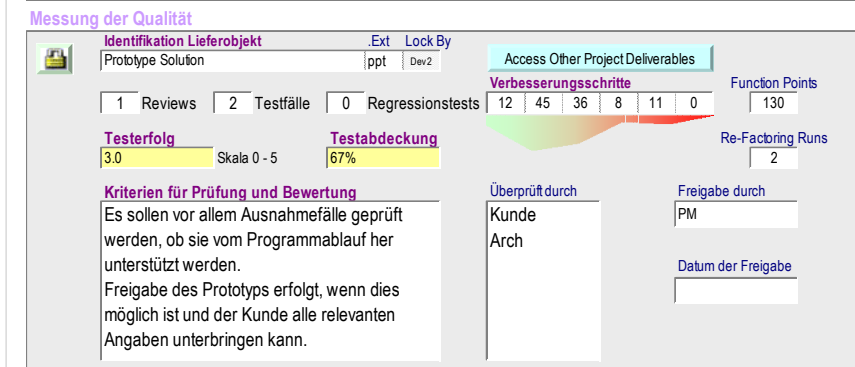 Messung der Qualität
Identifikation Lieferobjekt .Ext Lock By
Prototype Solution ppt Dev2
Access Other Project Deliverables
Verbesserungsschritte Function Points
1 Reviews 2 Testfälle 0 Regressionstests 12 45 36 8 11 0 130
Testerfolg Testabdeckung Re-Factoring Runs
3.0 Skala 0 - 5 67% 2
Kriterien für Prüfung und Bewertung Überprüft durch Freigabe durch
Es sollen vor allem Ausnahmefälle geprüft Kunde PM
werden, ob sie vom Programmablauf her Arch
unterstützt werden. Datum der Freigabe
Freigabe des Prototyps erfolgt, wenn dies
möglich ist und der Kunde alle relevanten
Angaben unterbringen kann.